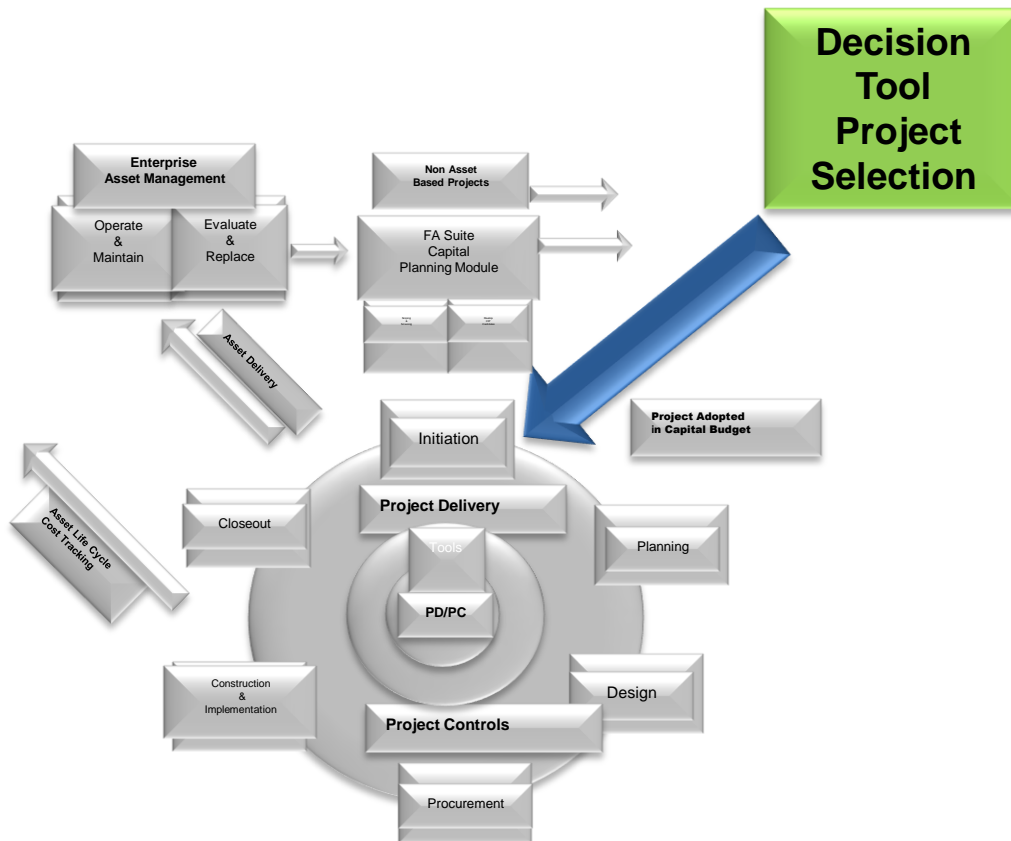 Decision
Tool
Project
Selection
Enterprise
Asset Management
Operate
&
Maintain
Evaluate
&
Replace
Non Asset
Based Projects
FA Suite
Capital
Planning Module
Asset Delivery
Asset Life Cycle
Cost Tracking
Project Adopted
in Capital Budget
Initiation
Project Delivery
Closeout
Tools
Planning
PD/PC
Construction
&
Implementation
Design
Project Controls
Procurement